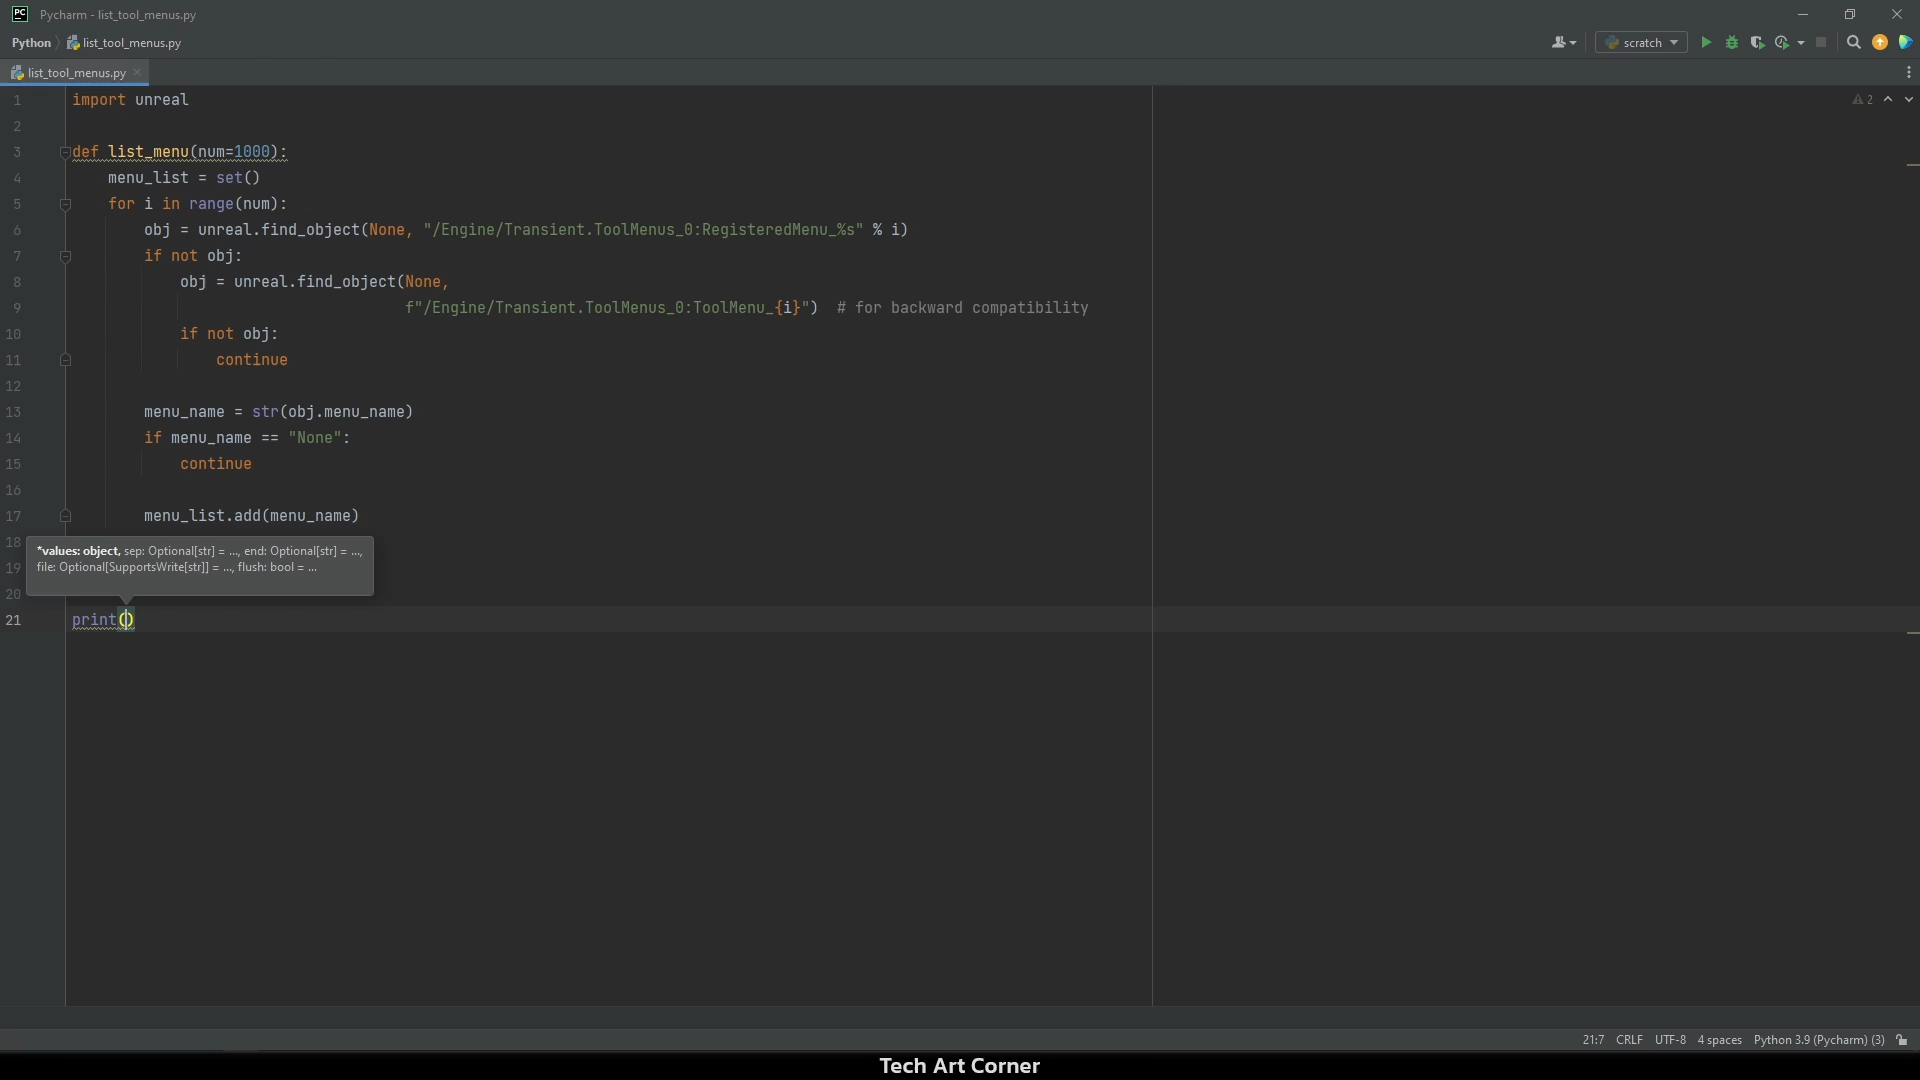 Pycharm - list_tool_menus.py
Python list_tool_menus.py
scratch
list_tool_menus.py
2
1 import unreal
2
3 def list_menu(num=1000):
4 menu_list = set()
5 for i in range(num):
6 obj = unreal.find_object(None, "/Engine/Transient.ToolMenus_0:RegisteredMenu_%s" % i)
7 if not obj:
8 obj = unreal.find_object(None,
9 f"/Engine/Transient.ToolMenus_0:ToolMenu_{i}") # for backward compatibility
10 if not obj:
11 continue
12
13 menu_name = str(obj.menu_name)
14 if menu_name == "None":
15 continue
16
17 menu_list.add(menu_name)
18
*values: object, sep: Optional[str] = ..., end: Optional[str] = ...,
file: Optional[SupportsWrite[str]] = ..., flush: bool = ...
19
20
21 print()
21:7 CRLF UTF-8 4 spaces Python 3.9 (Pycharm) (3)
Tech Art Corner